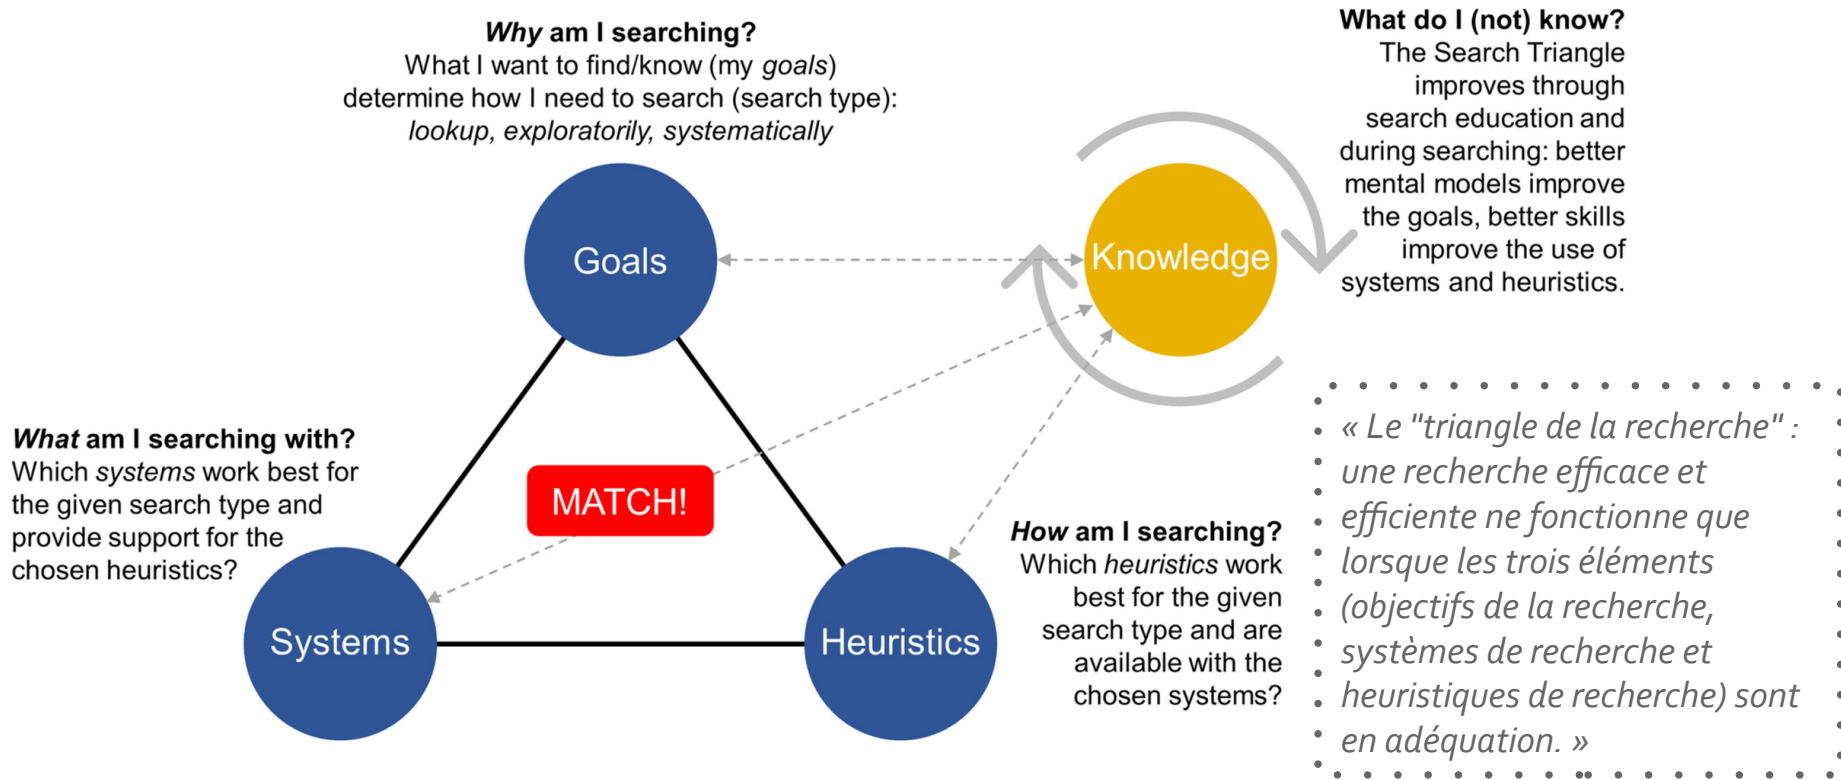 Why am I searching?
What I want to find/know (my goals)
determine how I need to search (search type):
lookup, exploratorily, systematically
What do I (not) know?
The Search Triangle
improves through
search education and
during searching: better
mental models improve
the goals, better skills
improve the use of
systems and heuristics.
Goals
Knowledge
What am I searching with?
Which systems work best for
the given search type and
provide support for the
chosen heuristics?
MATCH!
How am I searching?
Which heuristics work
best for the given
search type and are
available with the
chosen systems?
Systems
Heuristics
« Le "triangle de la recherche" :
une recherche efficace et
efficiente ne fonctionne que
lorsque les trois éléments
(objectifs de la recherche,
systèmes de recherche et
heuristiques de recherche) sont
en adéquation. »